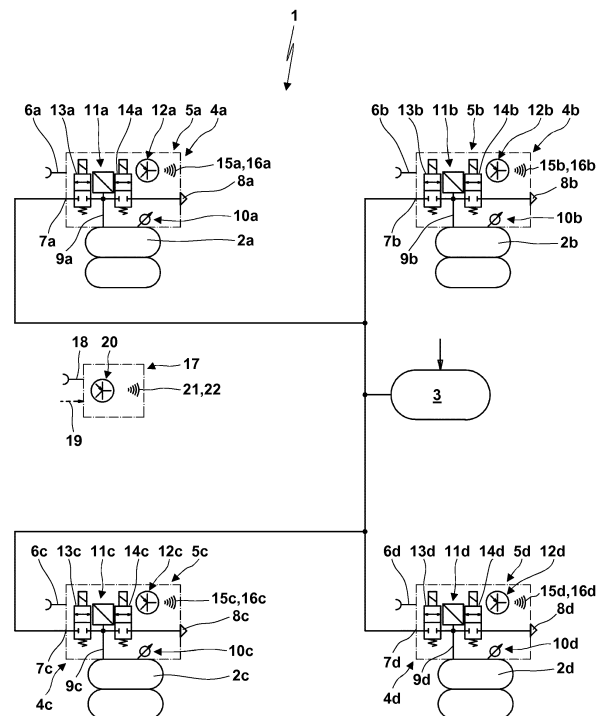 1
6a 13a 11a 14a 12a 5a 4a
15a,16a
8a
10a
7a
9a
2a
6b 13b 11b 5b 14b 12b 4b
15b,16b
8b
10b
7b
9b
2b
18 20
17
21,22
19
3
6c 13c 11c 14c 12c 5c
15c,16c
8c
10c
7c
9c
2c
4c
6d 13d 11d 14d 5d 12d
15d,16d
8d
10d
7d
9d
2d
4d